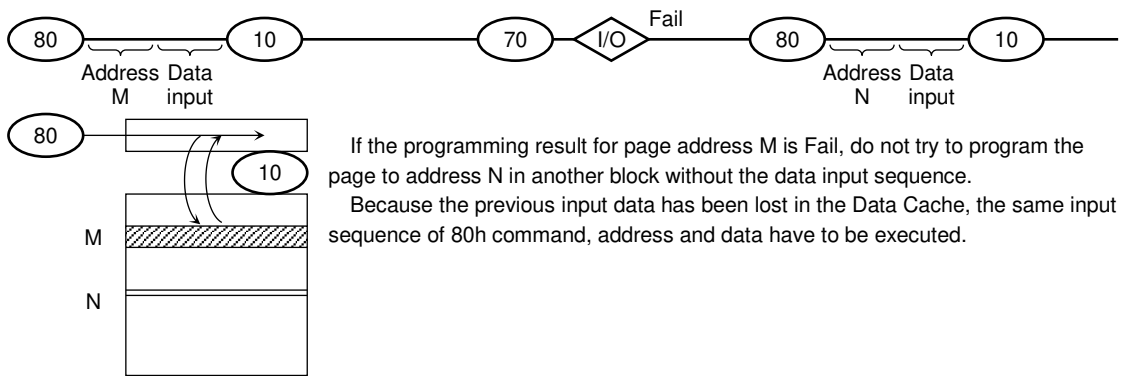 Fail
80 10 70 I/O 80 10
Address Data Address Data
M input N input
80
10
M
N
If the programming result for page address M is Fail, do not try to program the
page to address N in another block without the data input sequence.
Because the previous input data has been lost in the Data Cache, the same input
sequence of 80h command, address and data have to be executed.